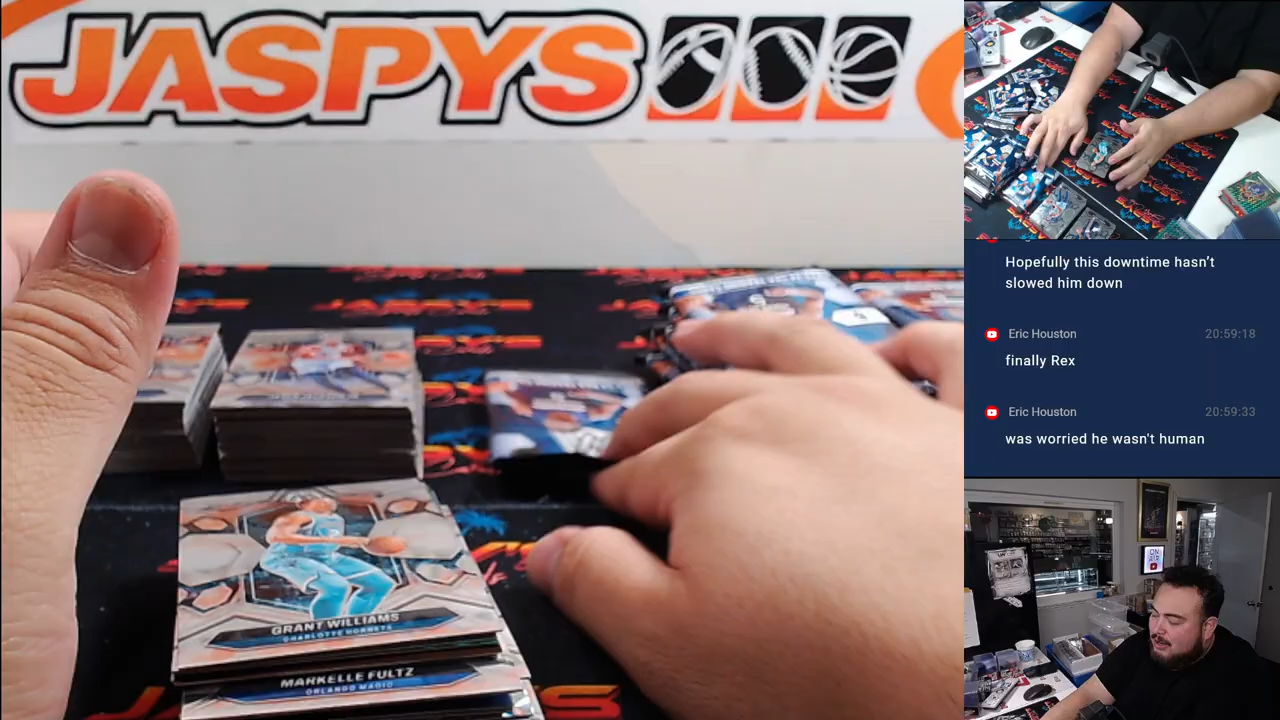 JASPYS
Hopefully this downtime hasn't
slowed him down
Eric Houston 20:59:18
finally Rex
Eric Houston 20:59:33
was worried he wasn't human
GRANT WILLIAMS
CHARLOTTE HORNETS
MARKELLE FULTZ
ORLANDO MAGIC